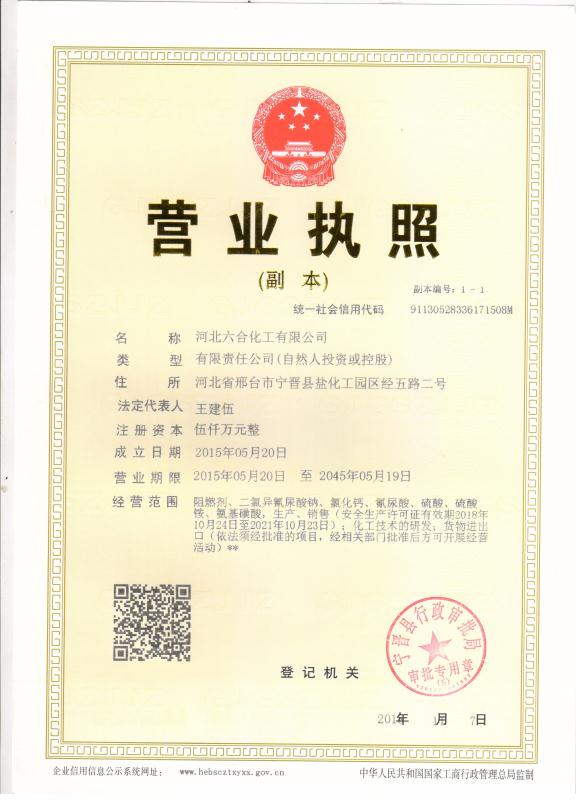 营业执照
(副 本)
副本编号：1-1
统一社会信用代码 91130528336171508M
名称 河北六合化工有限公司
类型 有限责任公司(自然人投资或控股)
住所 河北省邢台市宁晋县盐化工园区经五路二号
法定代表人 王建伍
注册资本 伍仟万元整
成立日期 2015年05月20日
营业期限 2015年05月20日 至 2045年05月19日
经营范围 阻燃剂、二氯异氰尿酸钠、氯化钙、氰尿酸、硫酸、硫酸
铵、氨基磺酸，生产、销售（安全生产许可证有效期2018年
10月24日至2021年10月23日）；化工技术的研发；货物进出
口（依法须经批准的项目，经相关部门批准后方可开展经营
活动）**
宁晋县行政审批局
审批专用章
(5)
登记机关
年 月 7日
企业信用信息公示系统网址： www.hebscztxyxx.gov.cn
中华人民共和国国家工商行政管理总局监制